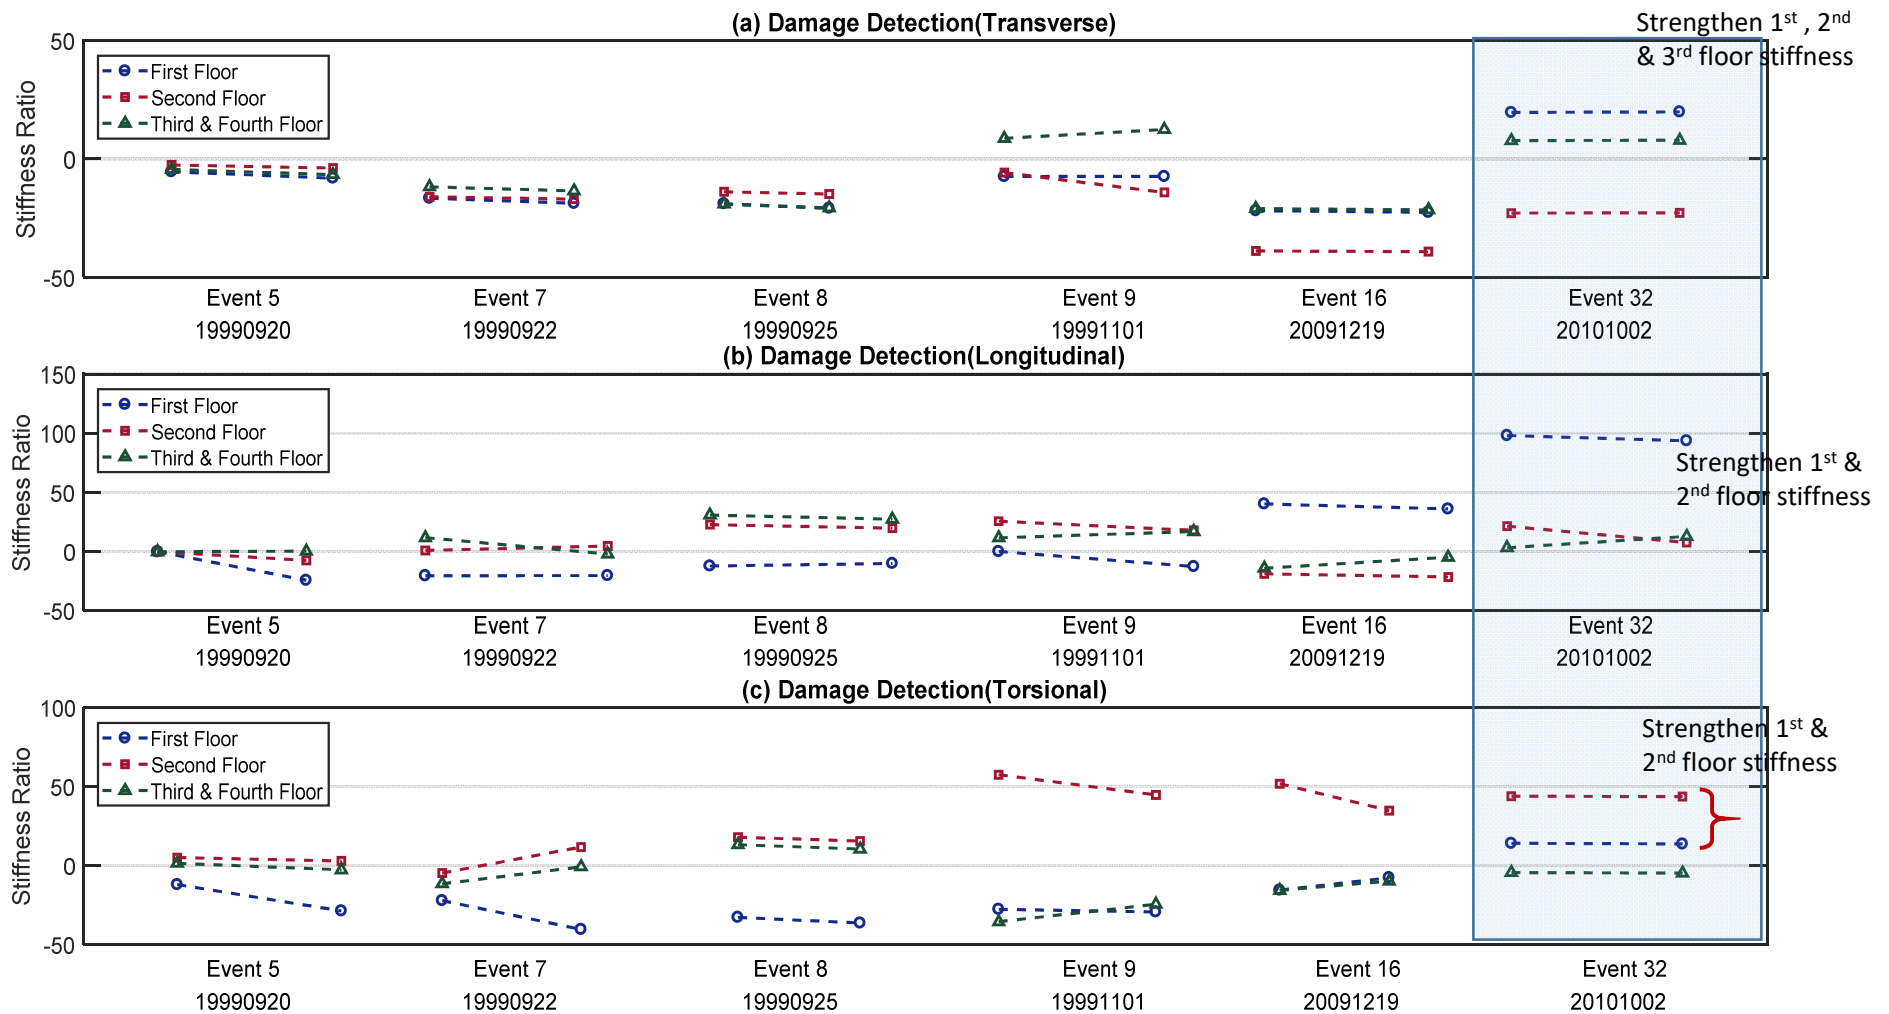 (a) Damage Detection(Transverse)
Strengthen 1st , 2nd
& 3rd floor stiffness
50
0
-50
Stiffness Ratio
First Floor
Second Floor
Third & Fourth Floor
Event 5
19990920
Event 7
19990922
Event 8
19990925
Event 9
19991101
Event 16
20091219
Event 32
20101002
(b) Damage Detection(Longitudinal)
150
100
50
0
-50
Stiffness Ratio
First Floor
Second Floor
Third & Fourth Floor
Strengthen 1st &
2nd floor stiffness
Event 5
19990920
Event 7
19990922
Event 8
19990925
Event 9
19991101
Event 16
20091219
Event 32
20101002
(c) Damage Detection(Torsional)
100
50
0
-50
Stiffness Ratio
First Floor
Second Floor
Third & Fourth Floor
Strengthen 1st &
2nd floor stiffness
Event 5
19990920
Event 7
19990922
Event 8
19990925
Event 9
19991101
Event 16
20091219
Event 32
20101002